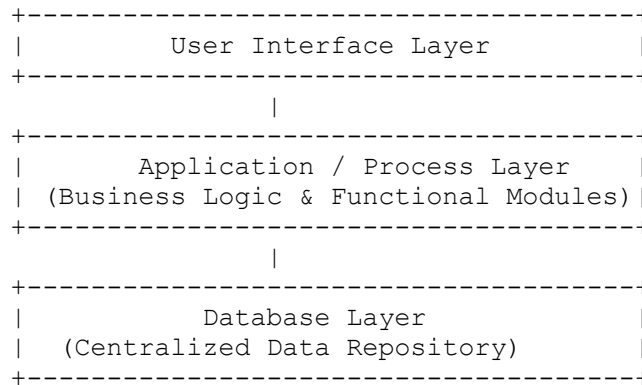 User Interface Layer
Application / Process Layer
(Business Logic & Functional Modules)
Database Layer
(Centralized Data Repository)